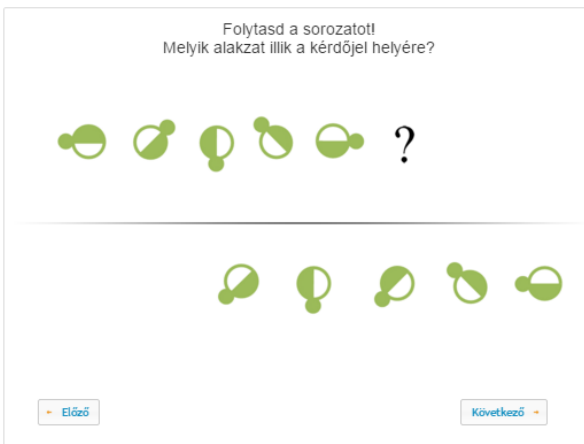 Folytasd a sorozatot!
Melyik alakzat illik a kérdőjel helyére?
?
Előző
Következő